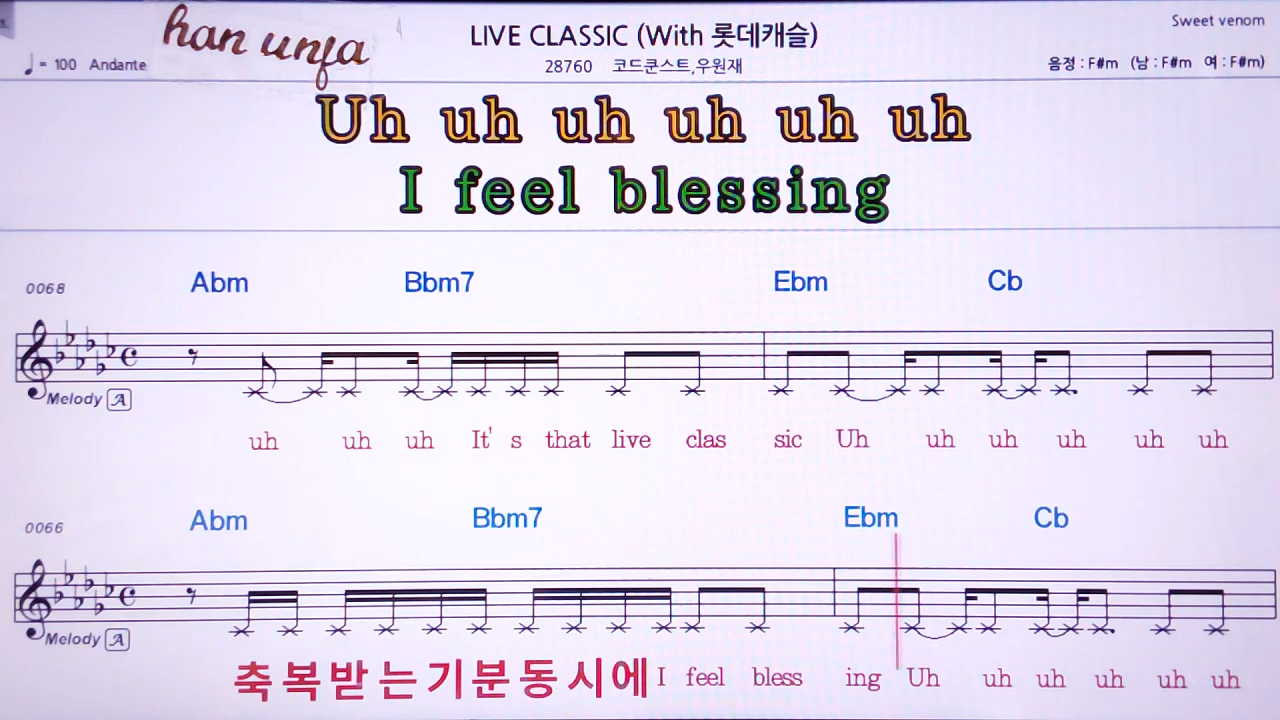 han unja
LIVE CLASSIC (With 롯데캐슬)
Sweet venom
♩ = 100 Andante
28760 코드쿤스트,우원재
음정 : F#m (남 : F#m 여 : F#m)
Uh uh uh uh uh uh
I feel blessing
0068
Abm Bbm7 Ebm Cb
Melody A
uh uh uh It' s that live clas sic Uh uh uh uh uh uh
0066
Abm Bbm7 Ebm Cb
Melody A
축복받는기분동시에 I feel bless ing Uh uh uh uh uh uh